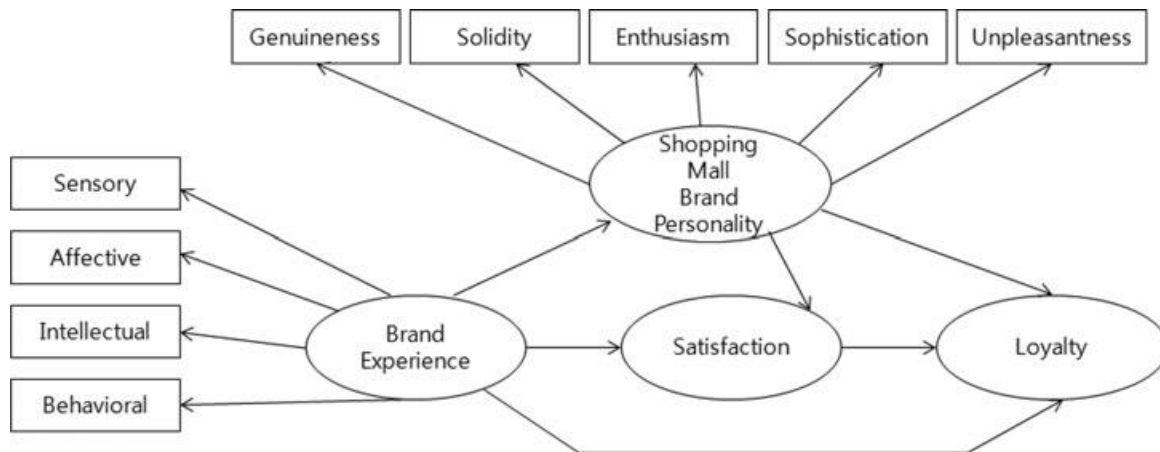 Genuineness
Solidity
Enthusiasm
Sophistication
Unpleasantness
Shopping
Mall
Brand
Personality
Sensory
Affective
Intellectual
Behavioral
Brand
Experience
Satisfaction
Loyalty